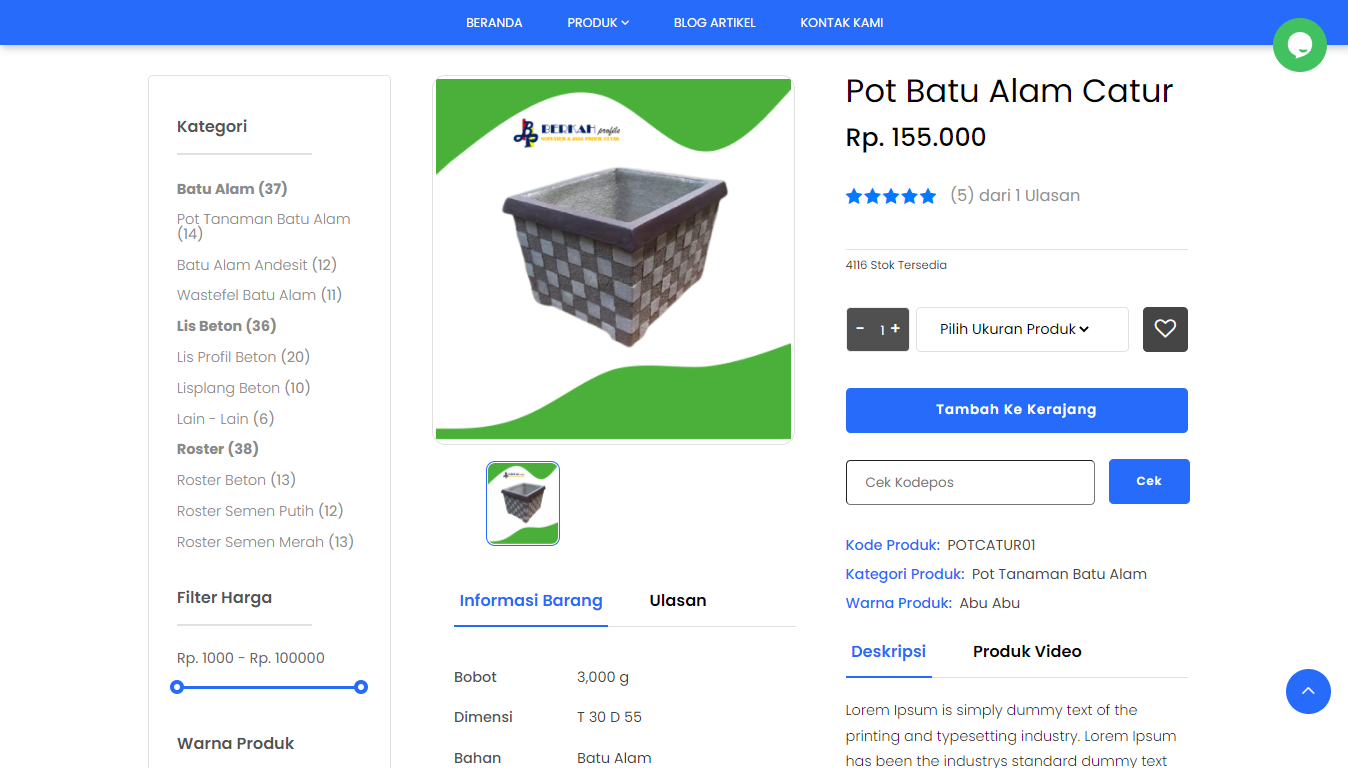 BERANDA
PRODUK
BLOG ARTIKEL
KONTAK KAMI
Kategori
Batu Alam (37)
Pot Tanaman Batu Alam
(14)
Batu Alam Andesit (12)
Wastefel Batu Alam (11)
Lis Beton (36)
Lis Profil Beton (20)
Lisplang Beton (10)
Lain - Lain (6)
Roster (38)
Roster Beton (13)
Roster Semen Putih (12)
Roster Semen Merah (13)
Filter Harga
Rp. 1000 - Rp. 100000
Warna Produk
BERKAH profile
Informasi Barang
Ulasan
Bobot 3,000 g
Dimensi T 30 D 55
Bahan Batu Alam
Pot Batu Alam Catur
Rp. 155.000
(5) dari 1 Ulasan
4116 Stok Tersedia
- 1 +
Pilih Ukuran Produk
Tambah Ke Kerajang
Cek Kodepos
Cek
Kode Produk: POTCATUR01
Kategori Produk: Pot Tanaman Batu Alam
Warna Produk: Abu Abu
Deskripsi
Produk Video
Lorem Ipsum is simply dummy text of the
printing and typesetting industry. Lorem Ipsum
has been the industrys standard dummy text